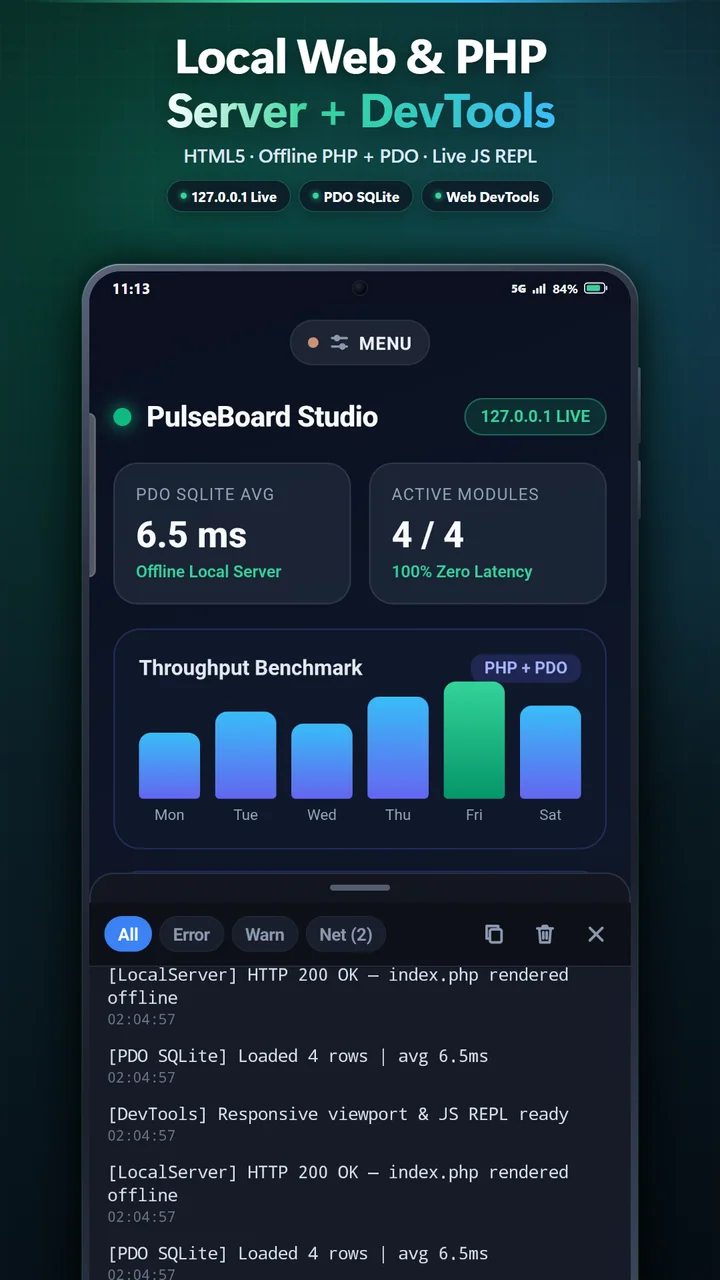 Local Web & PHP
Server + DevTools
HTML5 · Offline PHP + PDO · Live JS REPL
127.0.0.1 Live
PDO SQLite
Web DevTools
11:13
5G
84%
MENU
PulseBoard Studio
127.0.0.1 LIVE
PDO SQLITE AVG
6.5 ms
Offline Local Server
ACTIVE MODULES
4 / 4
100% Zero Latency
Throughput Benchmark
PHP + PDO
Mon
Tue
Wed
Thu
Fri
Sat
All
Error
Warn
Net (2)
[LocalServer] HTTP 200 OK — index.php rendered
offline
02:04:57
[PDO SQLite] Loaded 4 rows | avg 6.5ms
02:04:57
[DevTools] Responsive viewport & JS REPL ready
02:04:57
[LocalServer] HTTP 200 OK — index.php rendered
offline
02:04:57
[PDO SQLite] Loaded 4 rows | avg 6.5ms
02:04:57